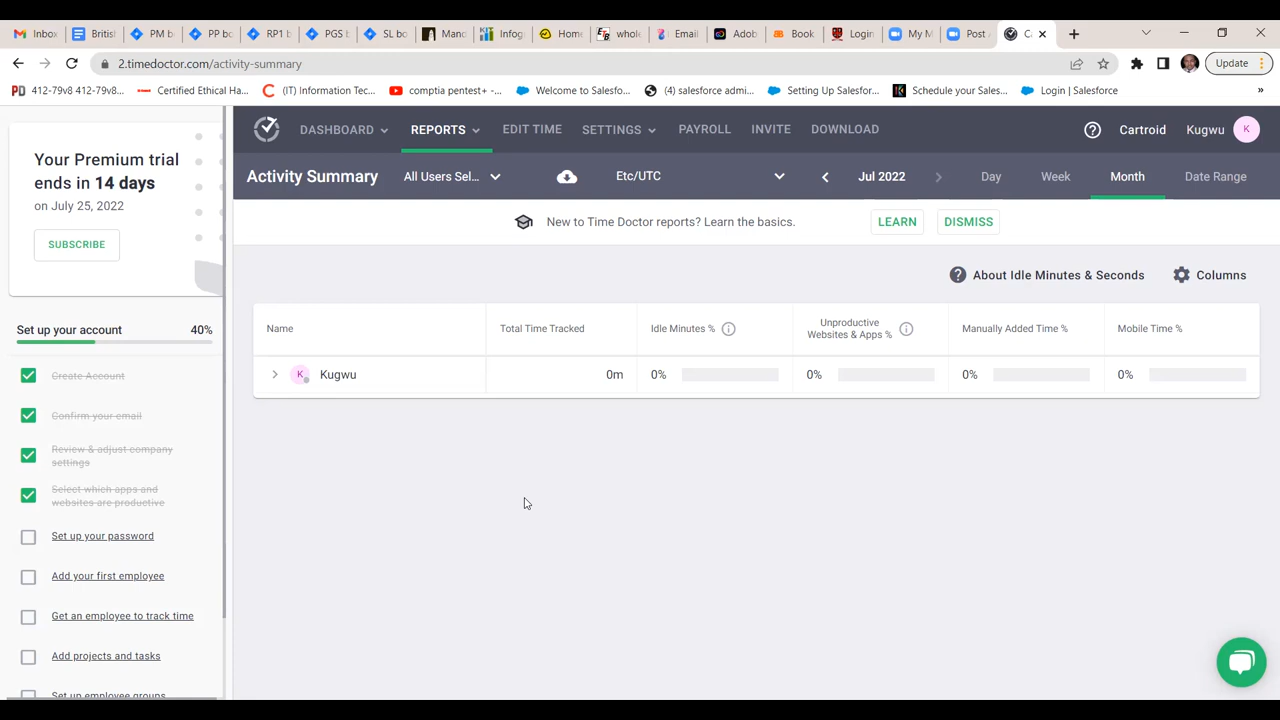 Inbox
British
PM b
PP bo
RP1 b
PGS b
SL bo
Mano
Infog
Home
whole
Email
Adob
Book
Login
My M
Post
Update
2.timedoctor.com/activity-summary
412-79v8 412-79v8...
Certified Ethical Ha...
(IT) Information Tec...
comptia pentest+ -...
Welcome to Salesfo...
(4) salesforce admi...
Setting Up Salesfor...
Schedule your Sales...
Login | Salesforce
»
Your Premium trial
ends in 14 days
on July 25, 2022
SUBSCRIBE
Set up your account 40%
Create Account
Confirm your email
Review & adjust company
settings
Select which apps and
websites are productive
Set up your password
Add your first employee
Get an employee to track time
Add projects and tasks
Set up employee groups
DASHBOARD
REPORTS
EDIT TIME
SETTINGS
PAYROLL
INVITE
DOWNLOAD
Cartroid
Kugwu
K
Activity Summary
All Users Sel...
Etc/UTC
Jul 2022
Day
Week
Month
Date Range
New to Time Doctor reports? Learn the basics.
LEARN
DISMISS
About Idle Minutes & Seconds
Columns
Name
Total Time Tracked
Idle Minutes %
Unproductive
Websites & Apps %
Manually Added Time %
Mobile Time %
K Kugwu 0m 0% 0% 0% 0%